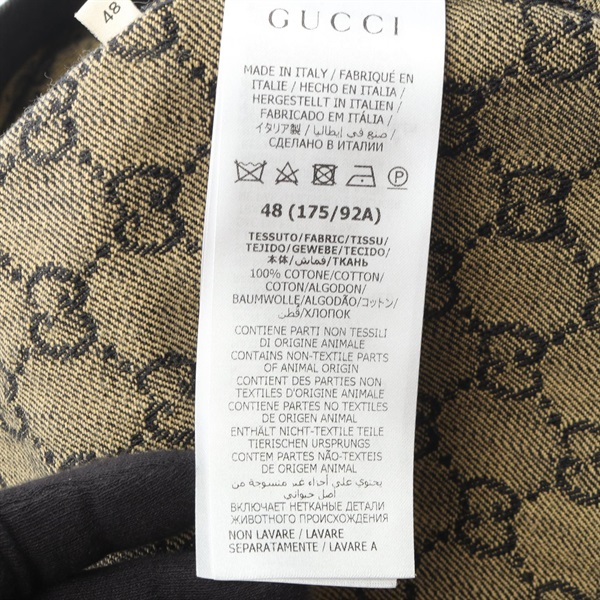 48
GUCCI
MADE IN ITALY / FABRIQUÉ EN
ITALIE / HECHO EN ITALIA /
HERGESTELLT IN ITALIEN /
FABRICADO EM ITÁLIA /
イタリア製 / صنع في إيطاليا /
СДЕЛАНО В ИТАЛИИ
P
48 (175/92A)
TESSUTO/FABRIC/TISSU/
TEJIDO/GEWEBE/TECIDO/
本体/قماش/ТКАНЬ
100% COTONE/COTTON/
COTON/ALGODON/
BAUMWOLLE/ALGODÃO/コットン/
قطن/ХЛОПОК
CONTIENE PARTI NON TESSILI
DI ORIGINE ANIMALE
CONTAINS NON-TEXTILE PARTS
OF ANIMAL ORIGIN
CONTIENT DES PARTIES NON
TEXTILES D'ORIGINE ANIMALE
CONTIENE PARTES NO TEXTILES
DE ORIGEN ANIMAL
ENTHÄLT NICHT-TEXTILE TEILE
TIERISCHEN URSPRUNGS
CONTEM PARTES NÃO-TEXTEIS
DE ORIGEM ANIMAL
يحتوي على أجزاء غير منسوجة من
أصل حيواني
ВКЛЮЧАЕТ НЕТКАНЫЕ ДЕТАЛИ
ЖИВОТНОГО ПРОИСХОЖДЕНИЯ
NON LAVARE / LAVARE
SEPARATAMENTE / LAVARE A